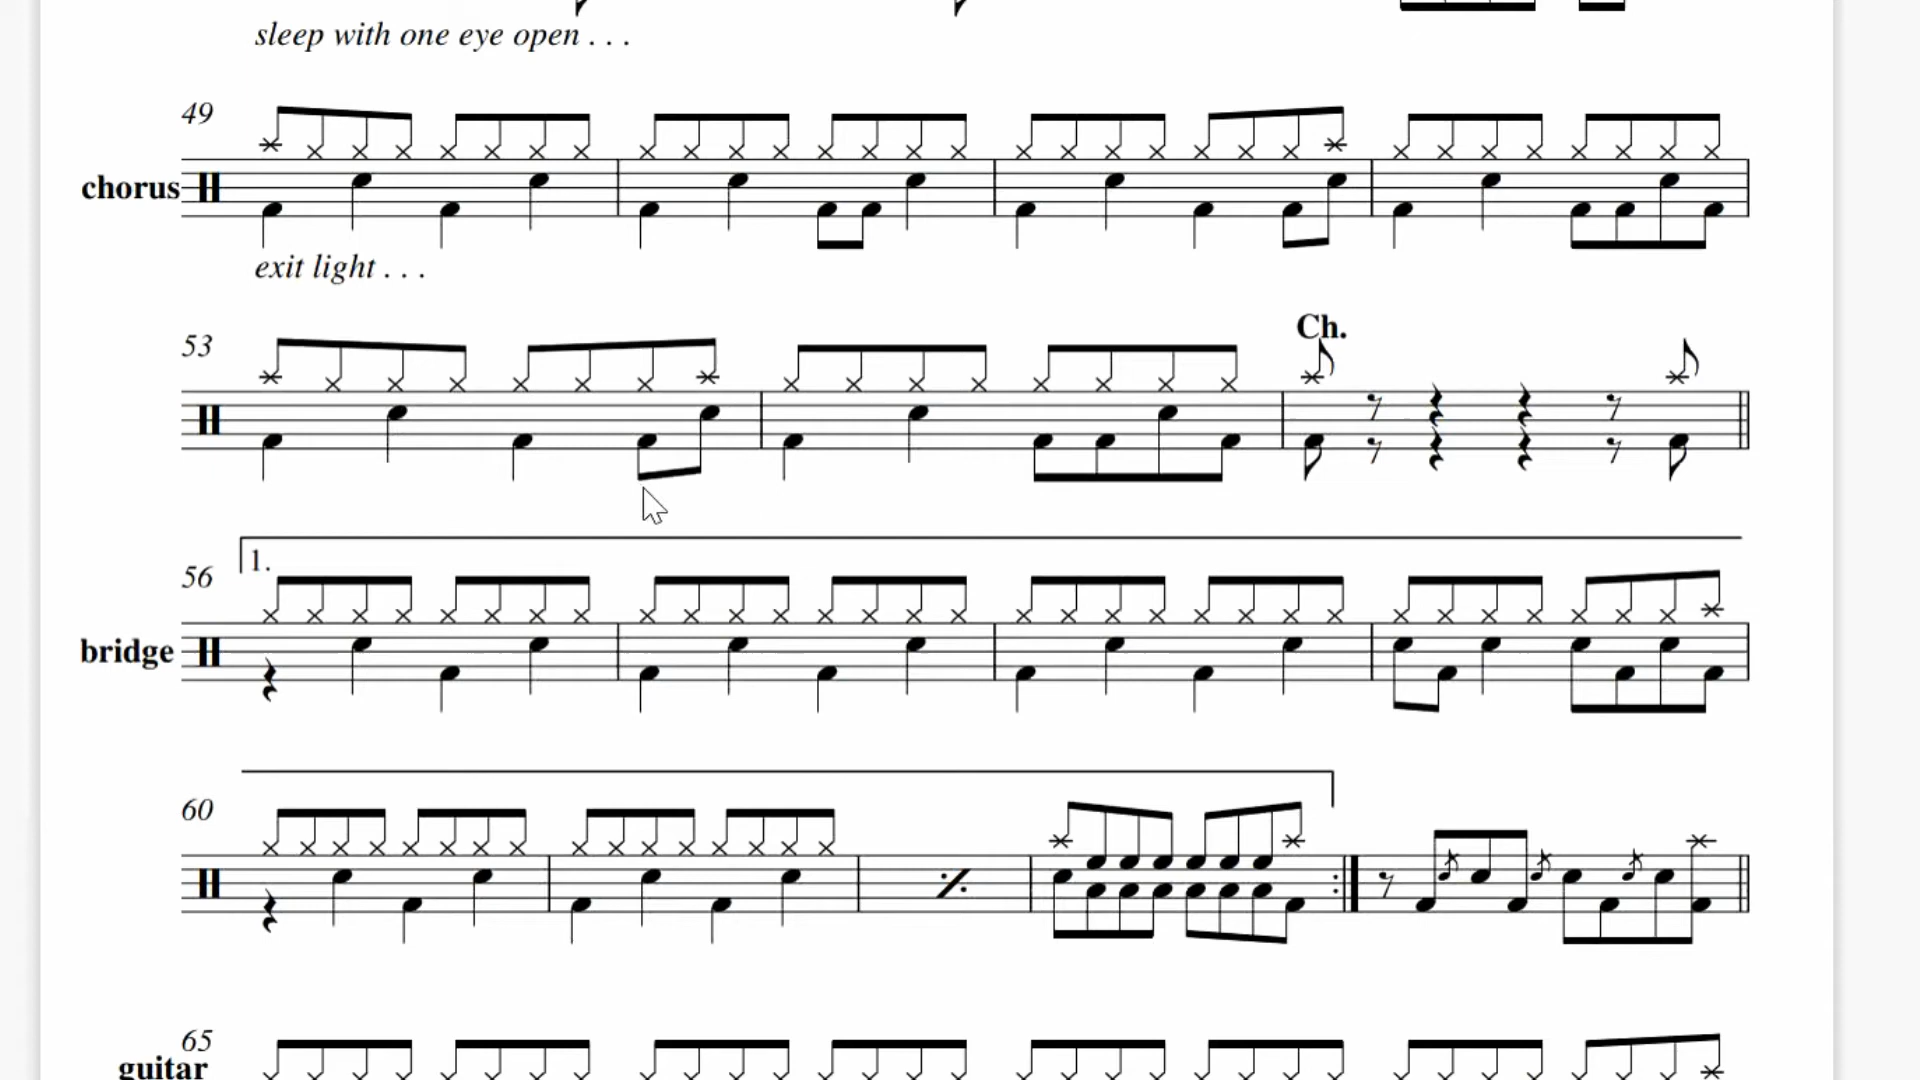 sleep with one eye open . . .
49
chorus
exit light . . .
53
Ch.
56
1.
bridge
60
65
guitar